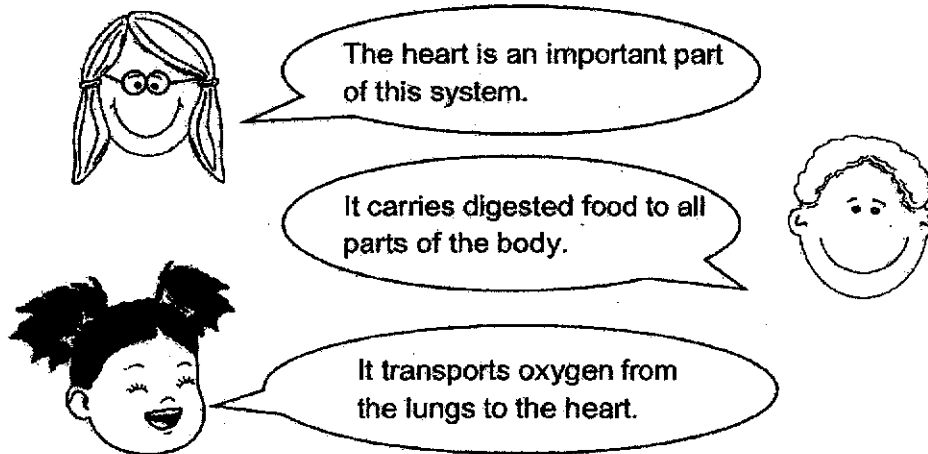 The heart is an important part
of this system.
It carries digested food to all
parts of the body.
It transports oxygen from
the lungs to the heart.